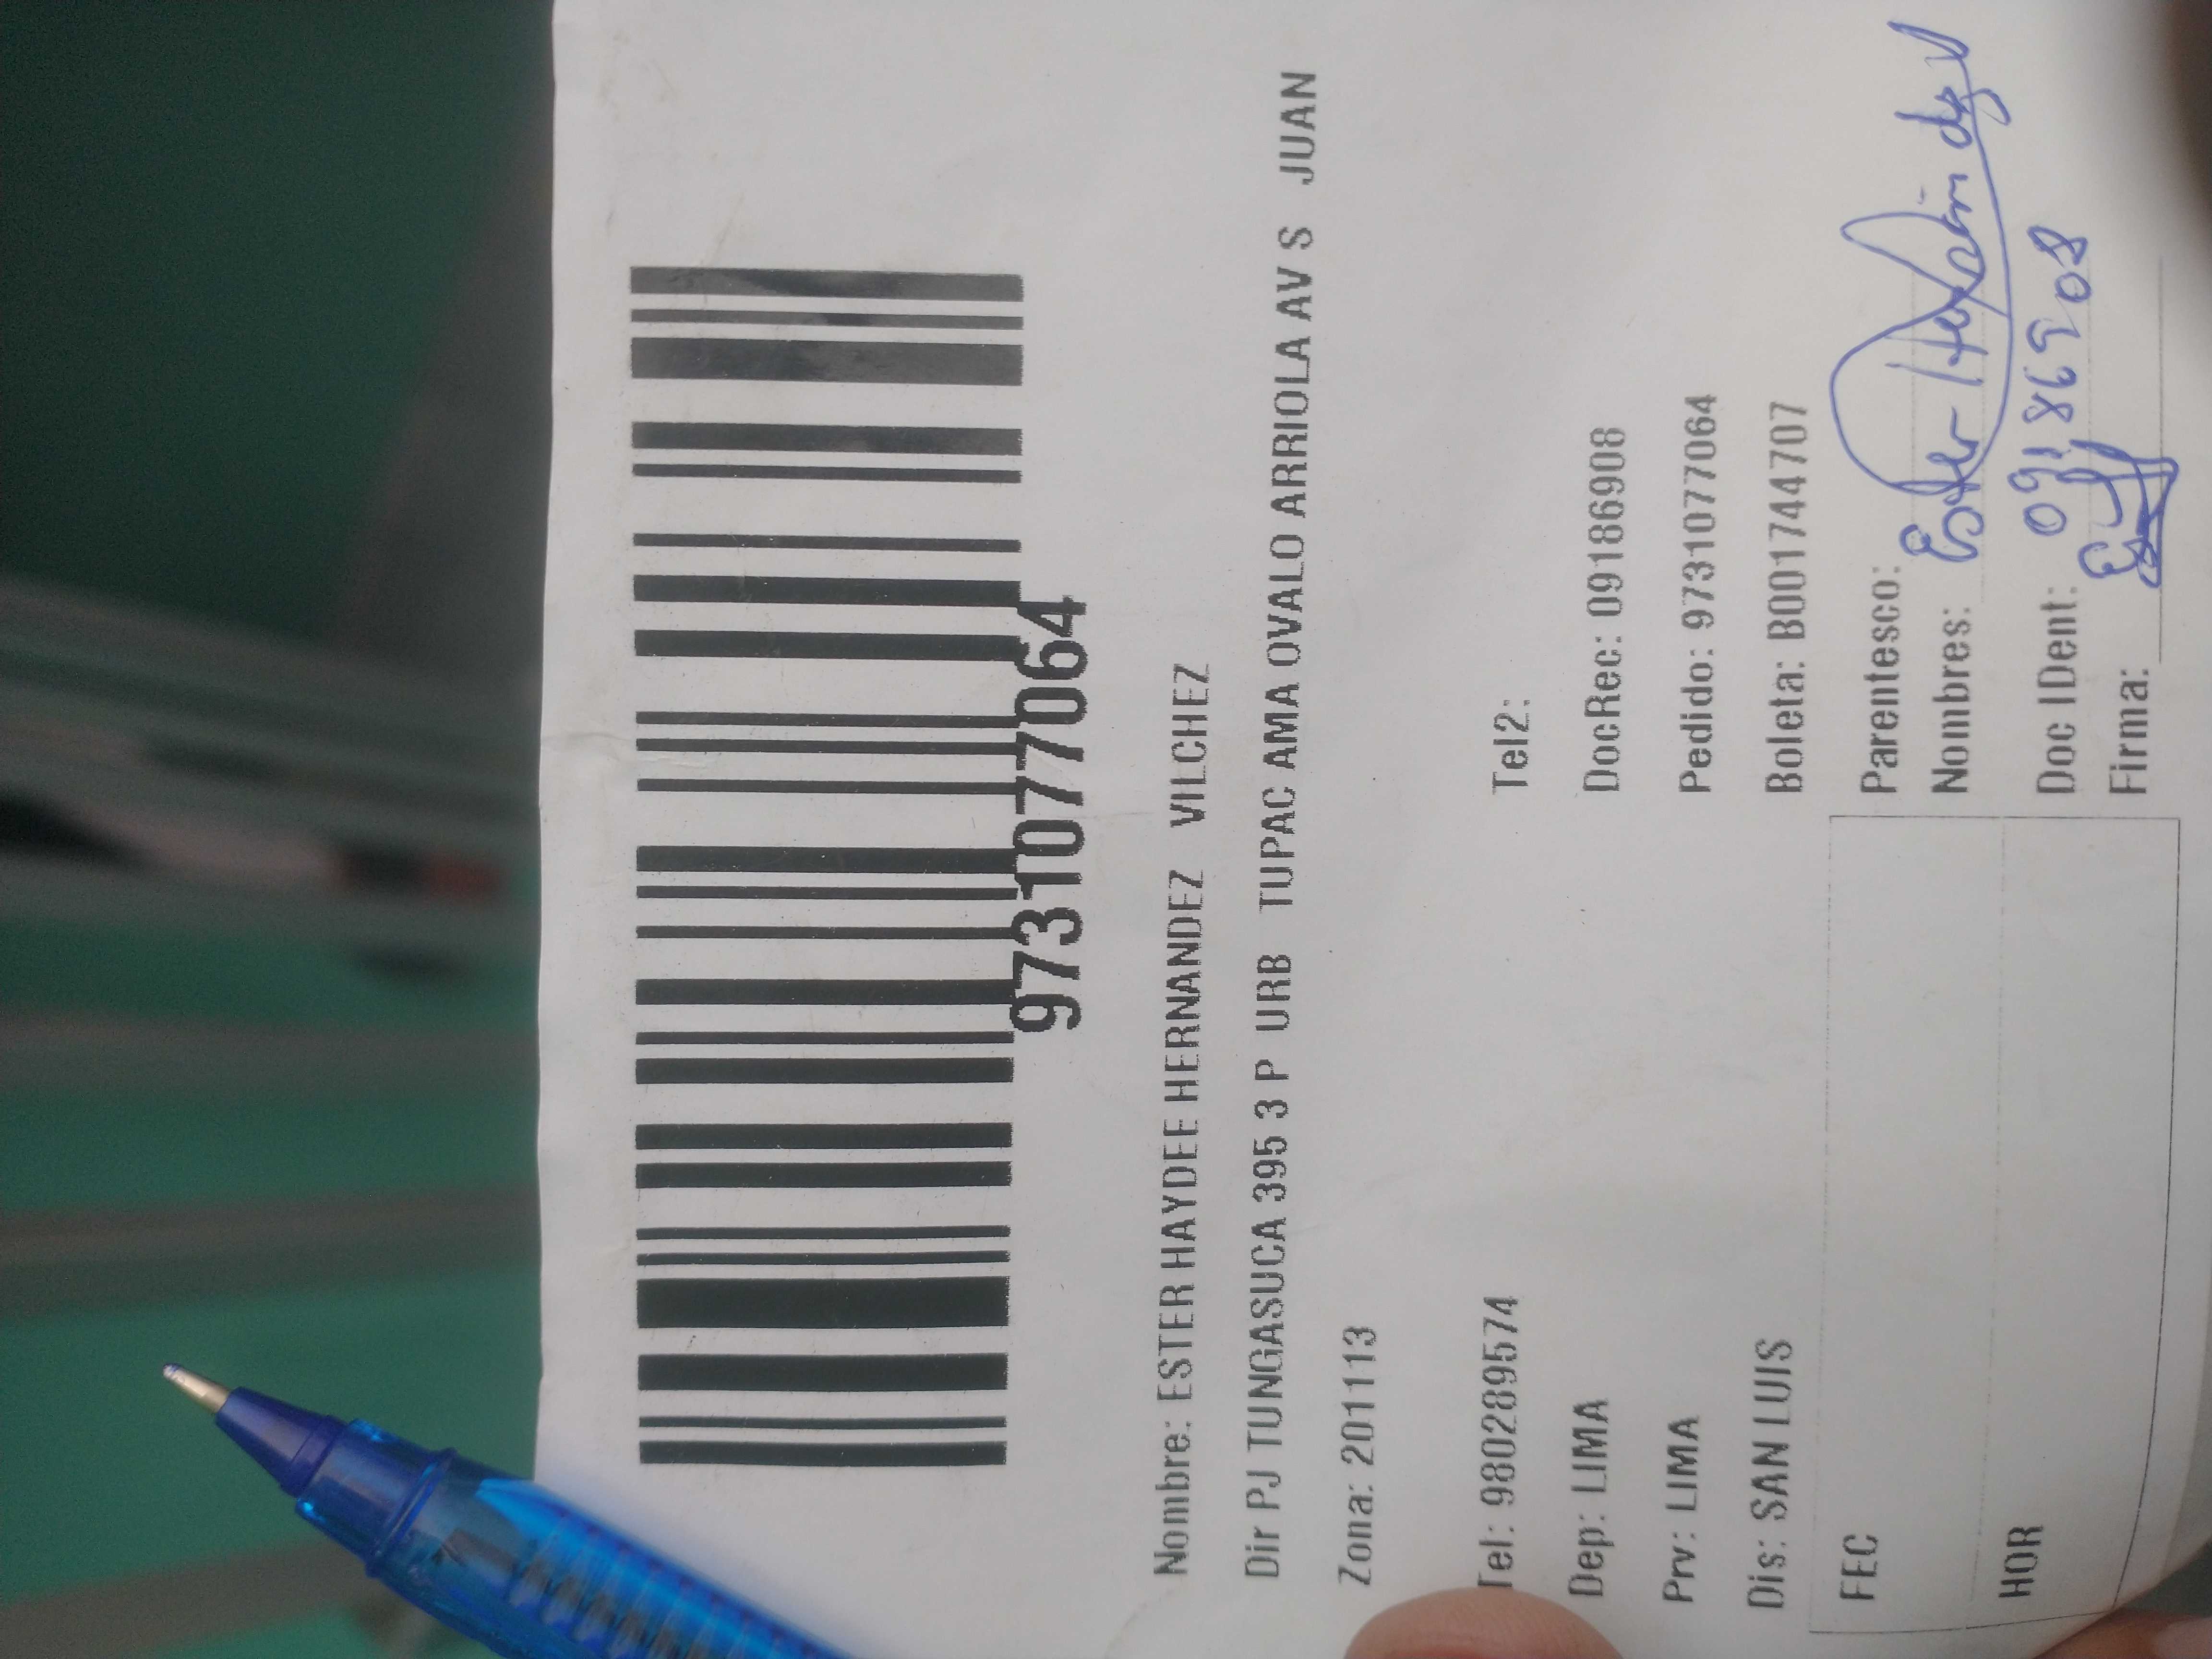 9731077064
Nombre: ESTER HAYDEE HERNANDEZ VILCHEZ
Dir PJ TUNGASUCA 395 3 P URB TUPAC AMA OVALO ARRIOLA AV S JUAN
Zona: 201113
Tel: 980289574 Tel2:
Dep: LIMA DocRec: 09186908
Prv: LIMA Pedido: 9731077064
Dis: SAN LUIS Boleta: B001744707
FEC Parentesco:
Nombres: Ester
HOR Doc IDent:
Firma: